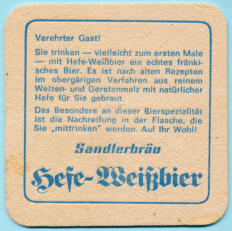 Verehrter Gast!
Sie trinken — vielleicht zum ersten Male
— mit Hefe-Weißbier ein echtes fränki-
sches Bier. Es ist nach alten Rezepten
im obergärigen Verfahren aus reinem
Weizen- und Gerstenmalz mit natürlicher
Hefe für Sie gebraut.
Das Besondere an dieser Bierspezialität
ist die Nachreifung in der Flasche, die
Sie „mittrinken" werden. Auf Ihr Wohl!
Sandlerbräu
Hefe-Weißbier